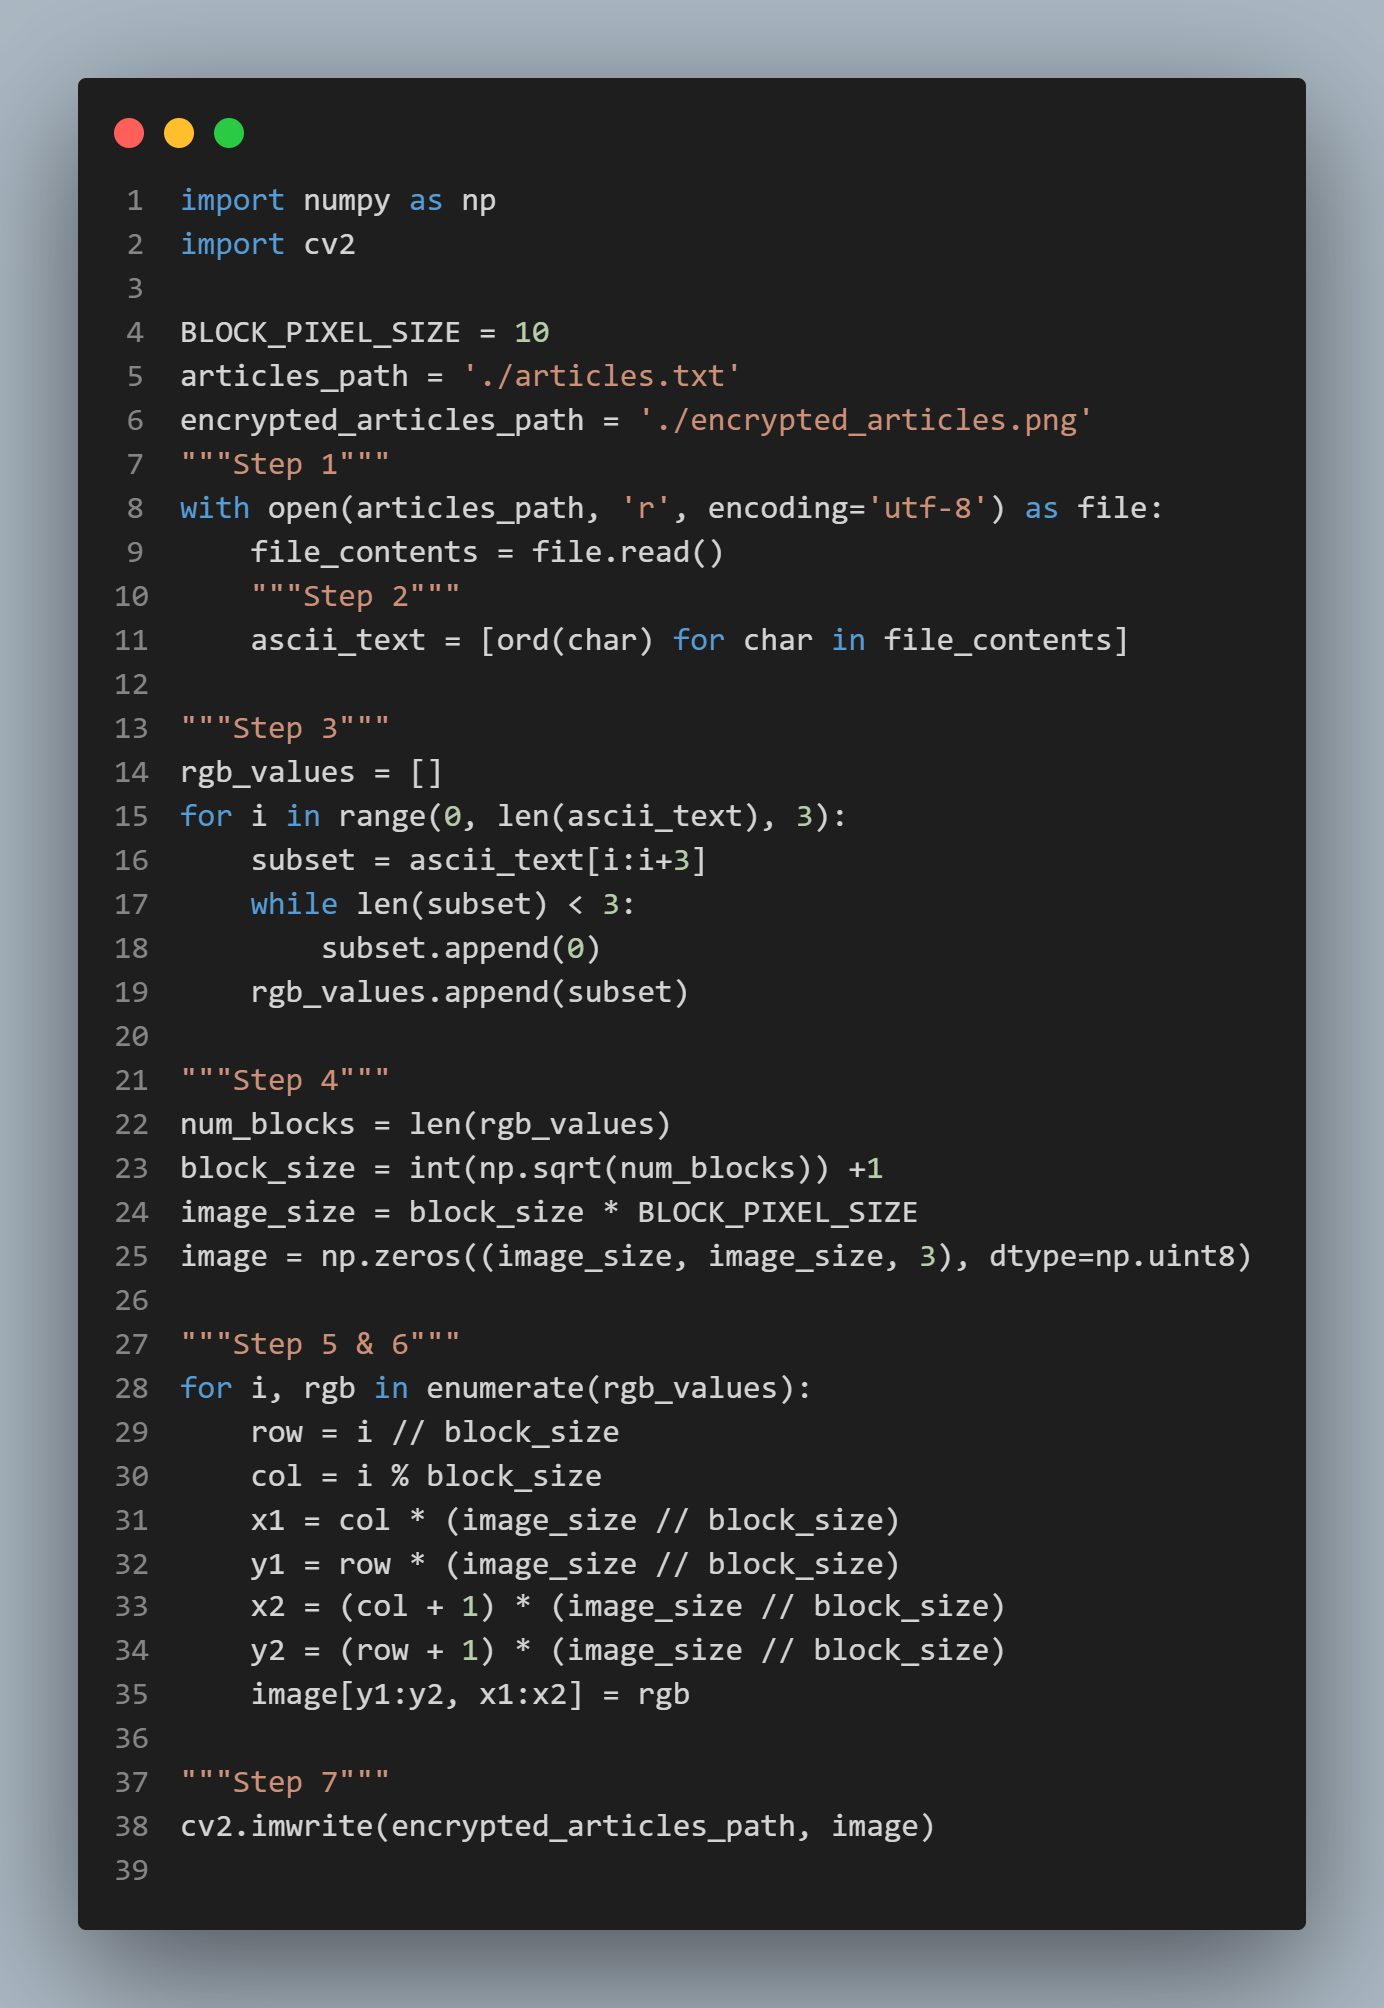 1 import numpy as np
2 import cv2
3
4 BLOCK_PIXEL_SIZE = 10
5 articles_path = './articles.txt'
6 encrypted_articles_path = './encrypted_articles.png'
7 """Step 1"""
8 with open(articles_path, 'r', encoding='utf-8') as file:
9     file_contents = file.read()
10     """Step 2"""
11     ascii_text = [ord(char) for char in file_contents]
12
13 """Step 3"""
14 rgb_values = []
15 for i in range(0, len(ascii_text), 3):
16     subset = ascii_text[i:i+3]
17     while len(subset) < 3:
18         subset.append(0)
19     rgb_values.append(subset)
20
21 """Step 4"""
22 num_blocks = len(rgb_values)
23 block_size = int(np.sqrt(num_blocks)) +1
24 image_size = block_size * BLOCK_PIXEL_SIZE
25 image = np.zeros((image_size, image_size, 3), dtype=np.uint8)
26
27 """Step 5 & 6"""
28 for i, rgb in enumerate(rgb_values):
29     row = i // block_size
30     col = i % block_size
31     x1 = col * (image_size // block_size)
32     y1 = row * (image_size // block_size)
33     x2 = (col + 1) * (image_size // block_size)
34     y2 = (row + 1) * (image_size // block_size)
35     image[y1:y2, x1:x2] = rgb
36
37 """Step 7"""
38 cv2.imwrite(encrypted_articles_path, image)
39